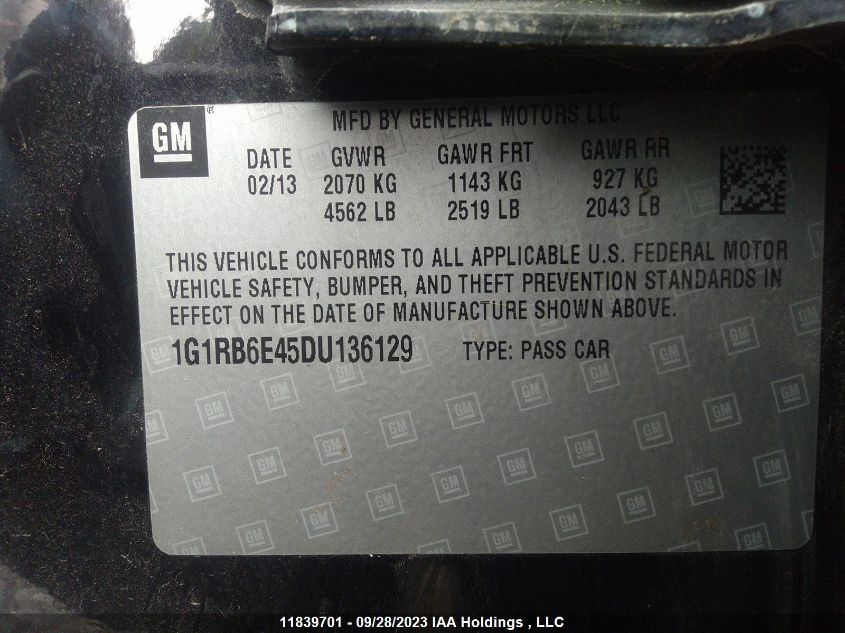 GM®
MFD BY GENERAL MOTORS LLC
DATE GVWR GAWR FRT GAWR RR
02/13 2070 KG 1143 KG 927 KG
4562 LB 2519 LB 2043 LB
THIS VEHICLE CONFORMS TO ALL APPLICABLE U.S. FEDERAL MOTOR
VEHICLE SAFETY, BUMPER, AND THEFT PREVENTION STANDARDS IN
EFFECT ON THE DATE OF MANUFACTURE SHOWN ABOVE.
1G1RB6E45DU136129 TYPE: PASS CAR
11839701 - 09/28/2023 IAA Holdings , LLC